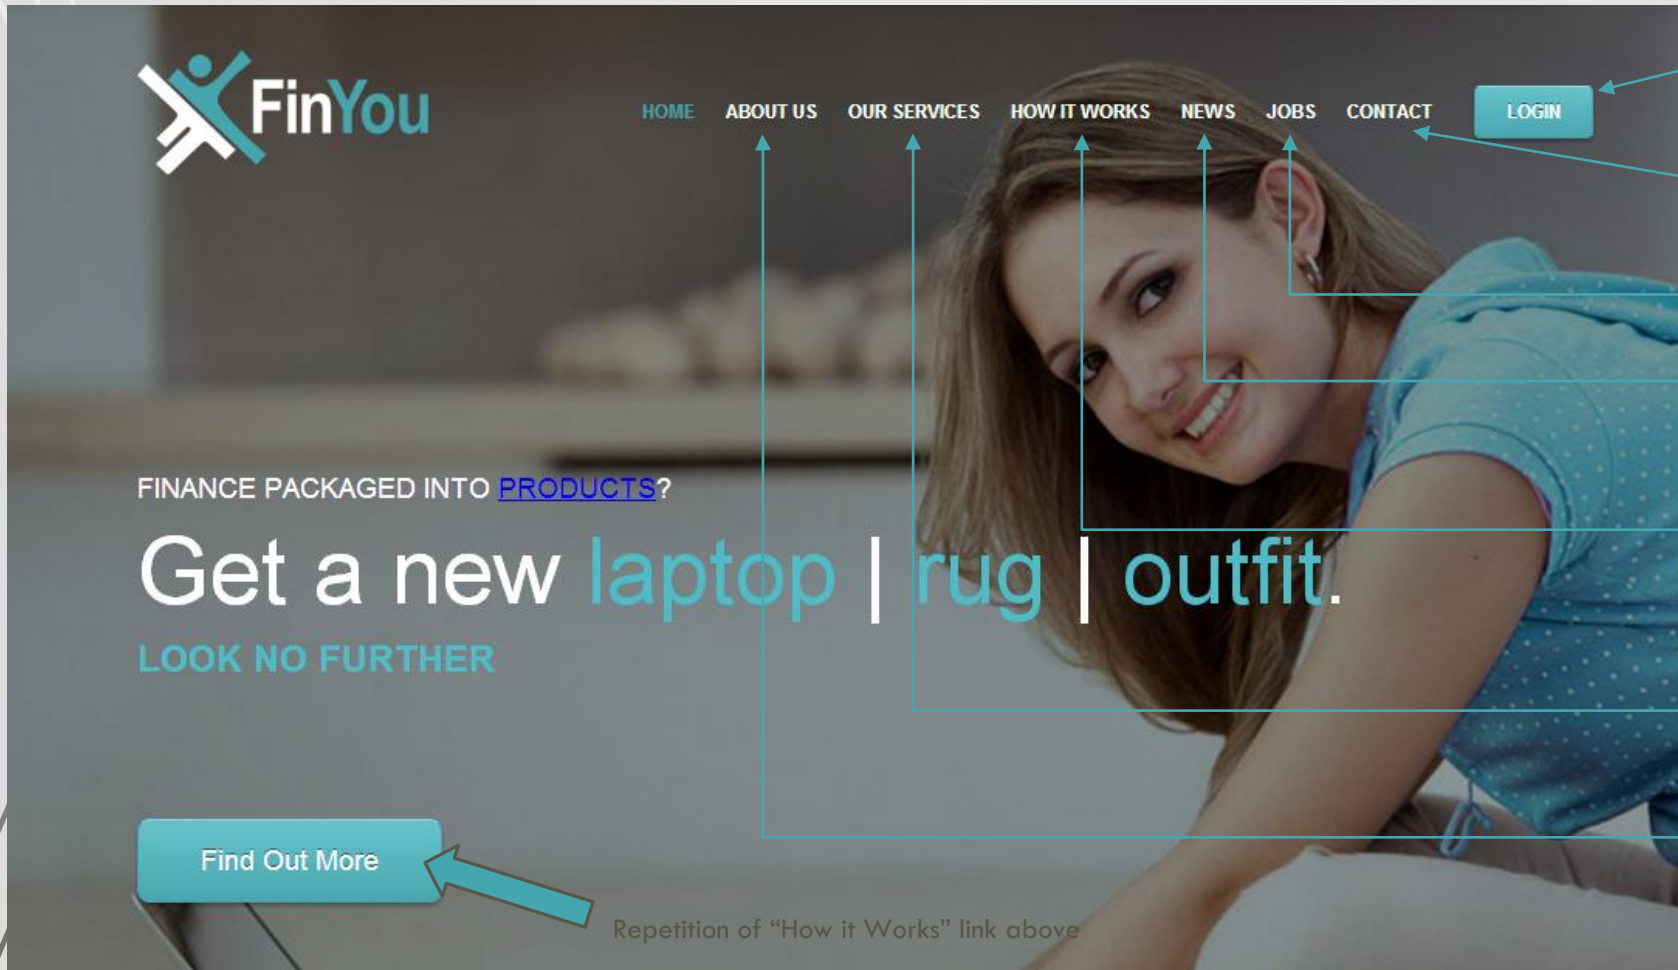 FinYou
HOME ABOUT US OUR SERVICES HOW IT WORKS NEWS JOBS CONTACT LOGIN
FINANCE PACKAGED INTO PRODUCTS?
Get a new laptop | rug | outfit.
LOOK NO FURTHER
Find Out More
Repetition of “How it Works” link above